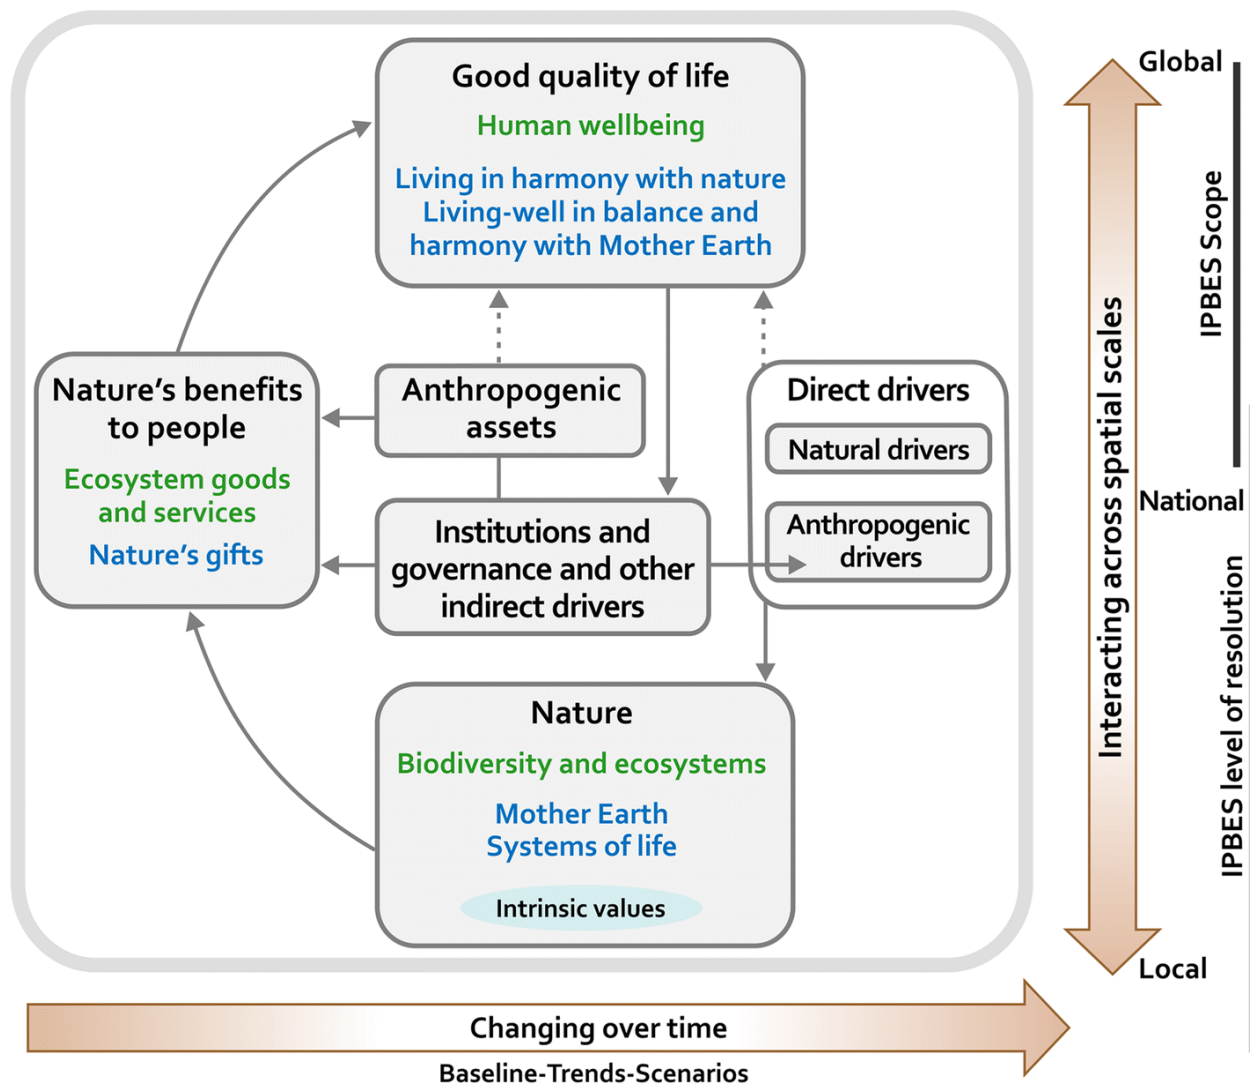 Good quality of life
Human wellbeing
Living in harmony with nature
Living-well in balance and
harmony with Mother Earth
Nature’s benefits
to people
Ecosystem goods
and services
Nature’s gifts
Anthropogenic
assets
Institutions and
governance and other
indirect drivers
Direct drivers
Natural drivers
Anthropogenic
drivers
Nature
Biodiversity and ecosystems
Mother Earth
Systems of life
Intrinsic values
Changing over time
Baseline-Trends-Scenarios
Interacting across spatial scales
Global
National
Local
IPBES Scope
IPBES level of resolution